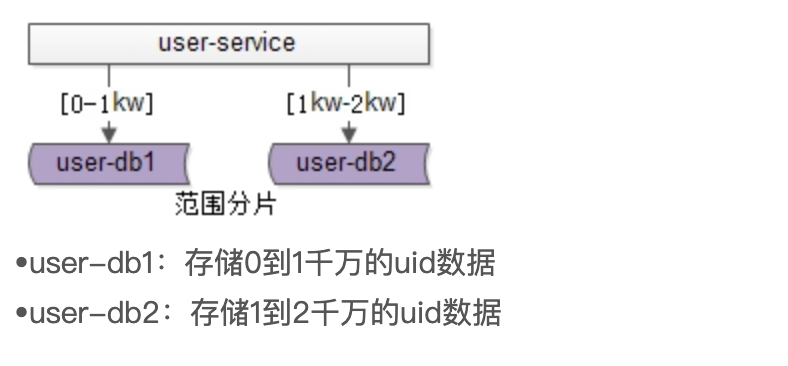 user-service
[0-1kw] [1kw-2kw]
user-db1 user-db2
范围分片
•user-db1：存储0到1千万的uid数据
•user-db2：存储1到2千万的uid数据